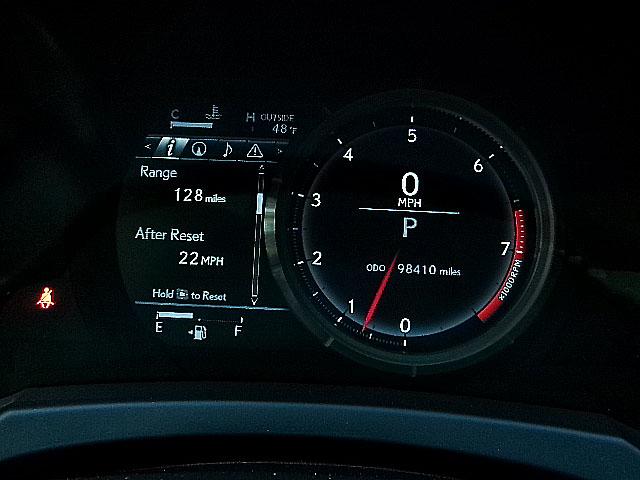 C H OUTSIDE
48°F
< i >
Range
128 miles
After Reset
22 MPH
Hold to Reset
E F
0
MPH
P
ODO 98410 miles
0
1
2
3
4
5
6
7
x1000RPM